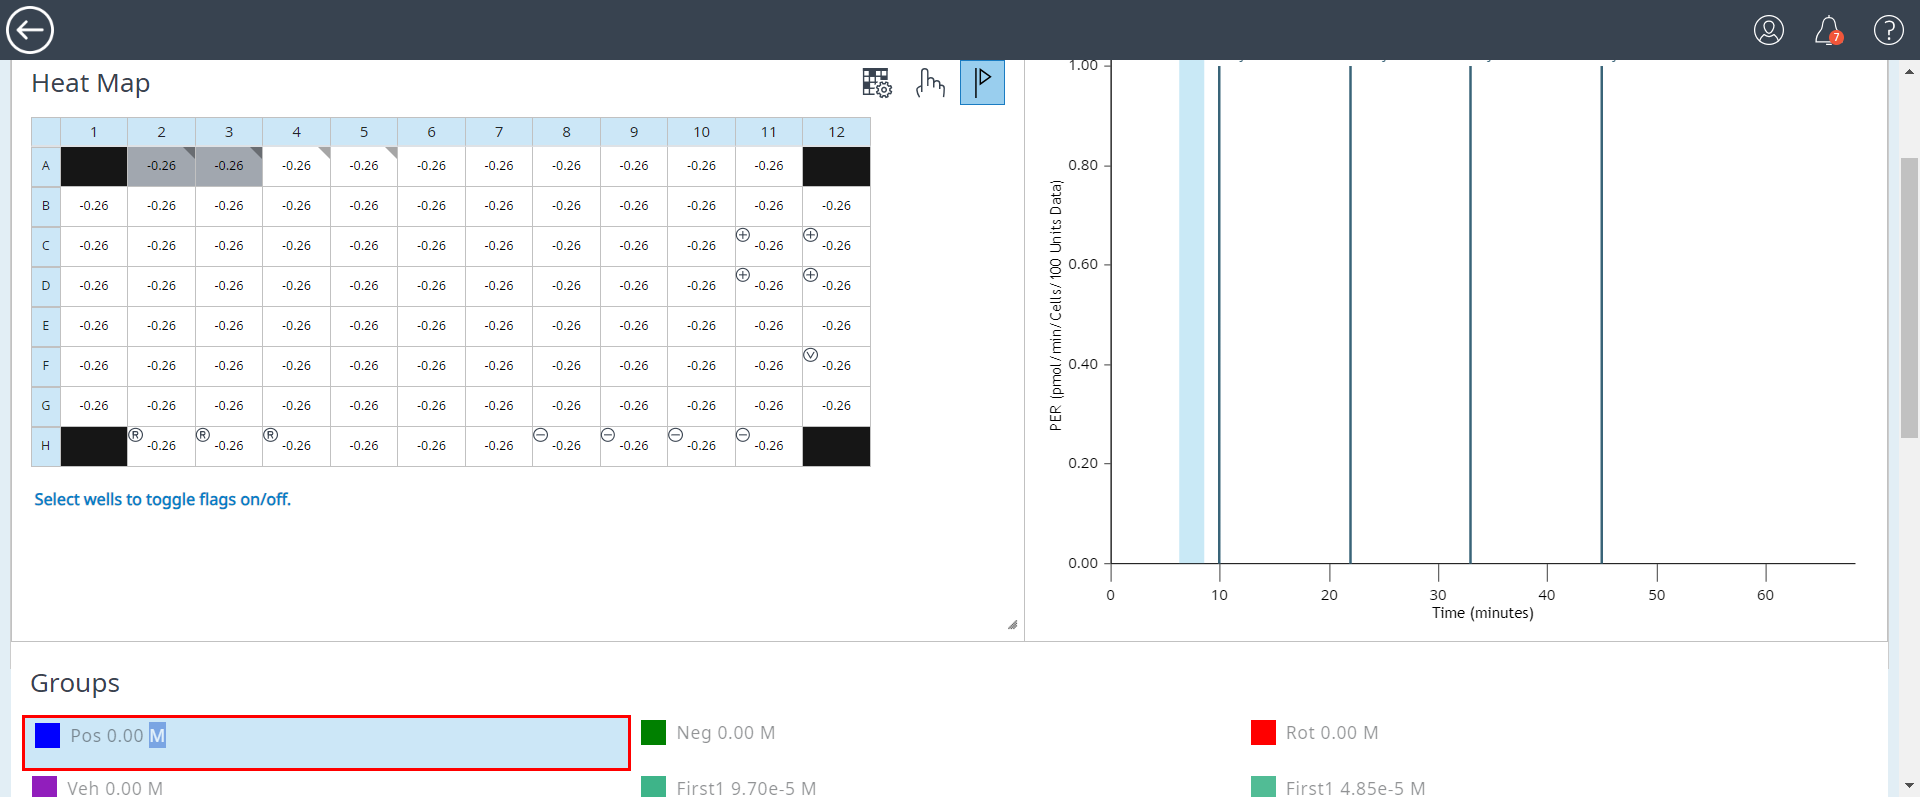 7
?
Heat Map
1 2 3 4 5 6 7 8 9 10 11 12
A -0.26 -0.26 -0.26 -0.26 -0.26 -0.26 -0.26 -0.26 -0.26 -0.26
B -0.26 -0.26 -0.26 -0.26 -0.26 -0.26 -0.26 -0.26 -0.26 -0.26 -0.26 -0.26
C -0.26 -0.26 -0.26 -0.26 -0.26 -0.26 -0.26 -0.26 -0.26 -0.26 -0.26 -0.26
D -0.26 -0.26 -0.26 -0.26 -0.26 -0.26 -0.26 -0.26 -0.26 -0.26 -0.26 -0.26
E -0.26 -0.26 -0.26 -0.26 -0.26 -0.26 -0.26 -0.26 -0.26 -0.26 -0.26 -0.26
F -0.26 -0.26 -0.26 -0.26 -0.26 -0.26 -0.26 -0.26 -0.26 -0.26 -0.26 V -0.26
G -0.26 -0.26 -0.26 -0.26 -0.26 -0.26 -0.26 -0.26 -0.26 -0.26 -0.26 -0.26
H R -0.26 R -0.26 R -0.26 -0.26 -0.26 -0.26 -0.26 -0.26 -0.26 -0.26
Select wells to toggle flags on/off.
1.00
0.80
0.60
0.40
0.20
0.00
PER (pmol/min/Cells/100 Units Data)
0 10 20 30 40 50 60
Time (minutes)
Groups
Pos 0.00 M
Neg 0.00 M
Rot 0.00 M
Veh 0.00 M
First1 9.70e-5 M
First1 4.85e-5 M